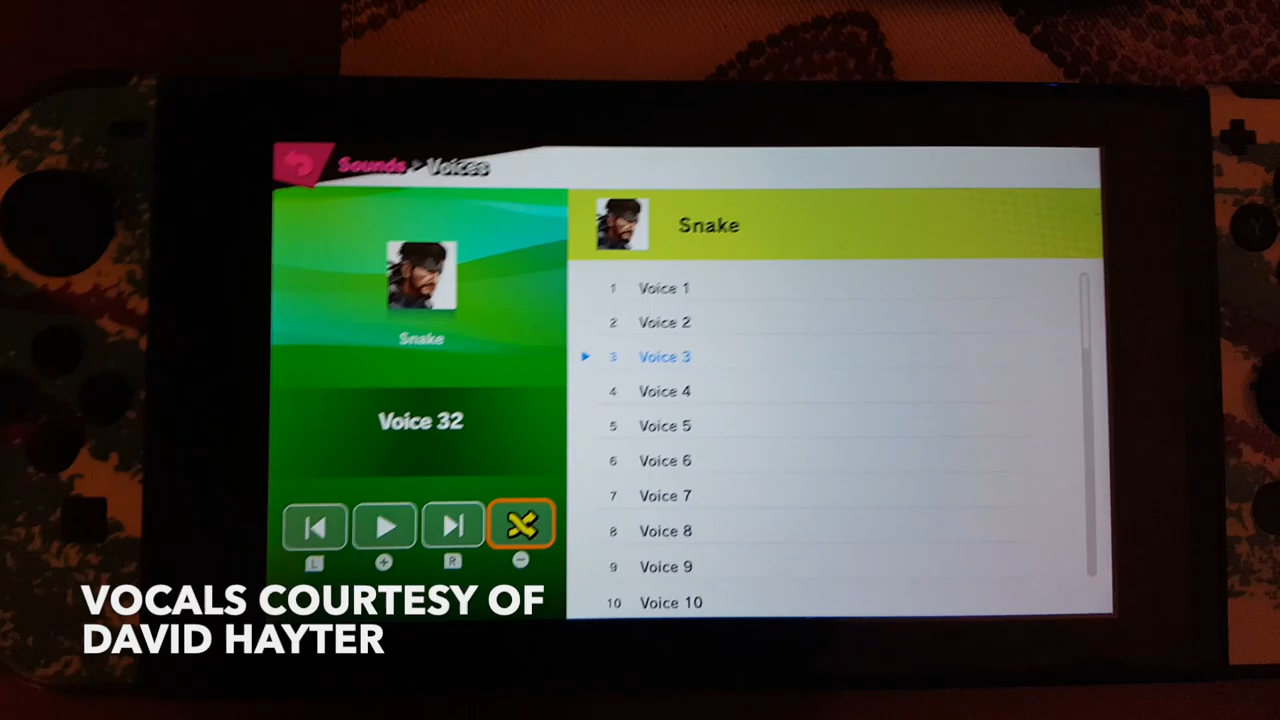 Sounds ▸ Voices
Snake
Snake
Voice 32
L
+
R
−
1 Voice 1
2 Voice 2
3 Voice 3
4 Voice 4
5 Voice 5
6 Voice 6
7 Voice 7
8 Voice 8
9 Voice 9
10 Voice 10
Y
VOCALS COURTESY OF
DAVID HAYTER